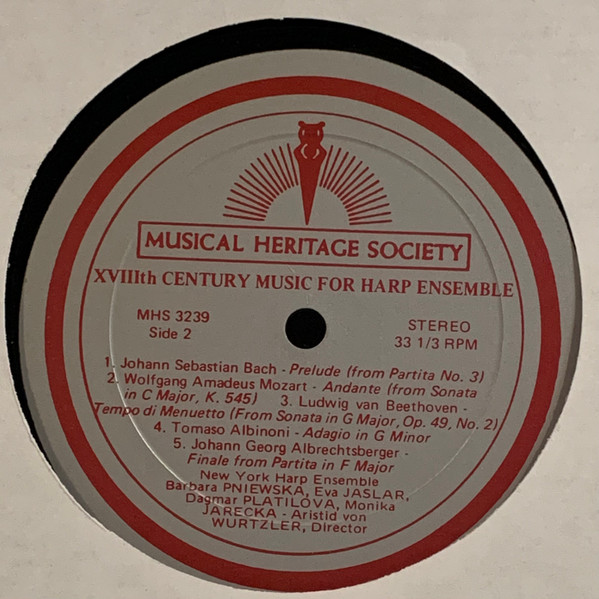 MUSICAL HERITAGE SOCIETY
XVIIIth CENTURY MUSIC FOR HARP ENSEMBLE
MHS 3239
Side 2
STEREO
33 1/3 RPM
1. Johann Sebastian Bach - Prelude (from Partita No. 3)
2. Wolfgang Amadeus Mozart - Andante (from Sonata
in C Major, K. 545) 3. Ludwig van Beethoven -
Tempo di Menuetto (From Sonata in G Major, Op. 49, No. 2)
4. Tomaso Albinoni - Adagio in G Minor
5. Johann Georg Albrechtsberger -
Finale from Partita in F Major
New York Harp Ensemble
Barbara PNIEWSKA, Eva JASLAR,
Dagmar PLATILOVA, Monika
JARECKA - Aristid von
WURTZLER, Director